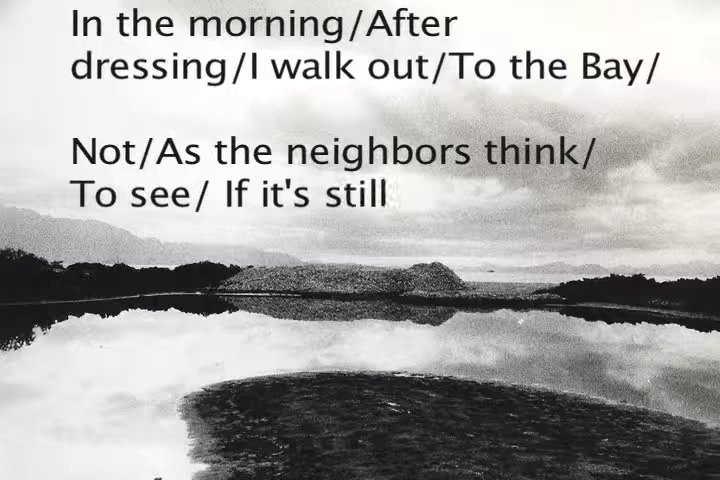 In the morning/After
dressing/I walk out/To the Bay/
Not/As the neighbors think/
To see/ If it's still